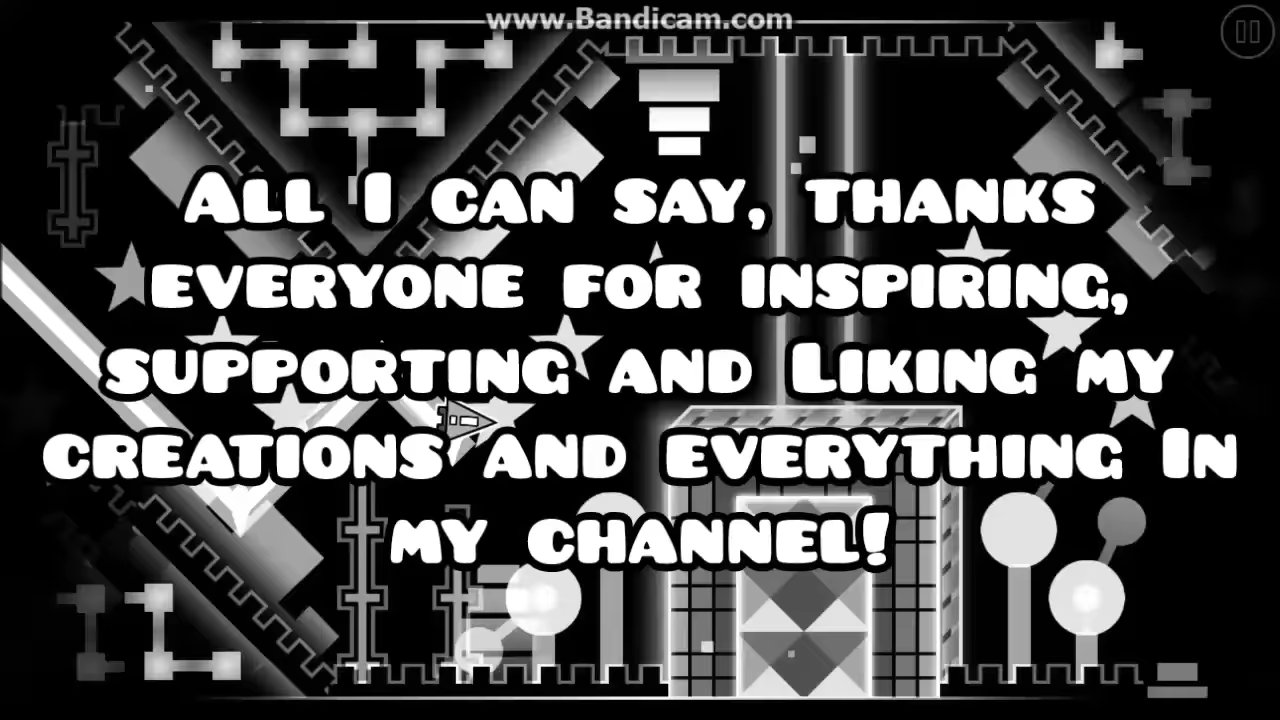 www.Bandicam.com
All I can say, thanks
everyone for inspiring,
supporting and Liking my
creations and everything In
my channel!